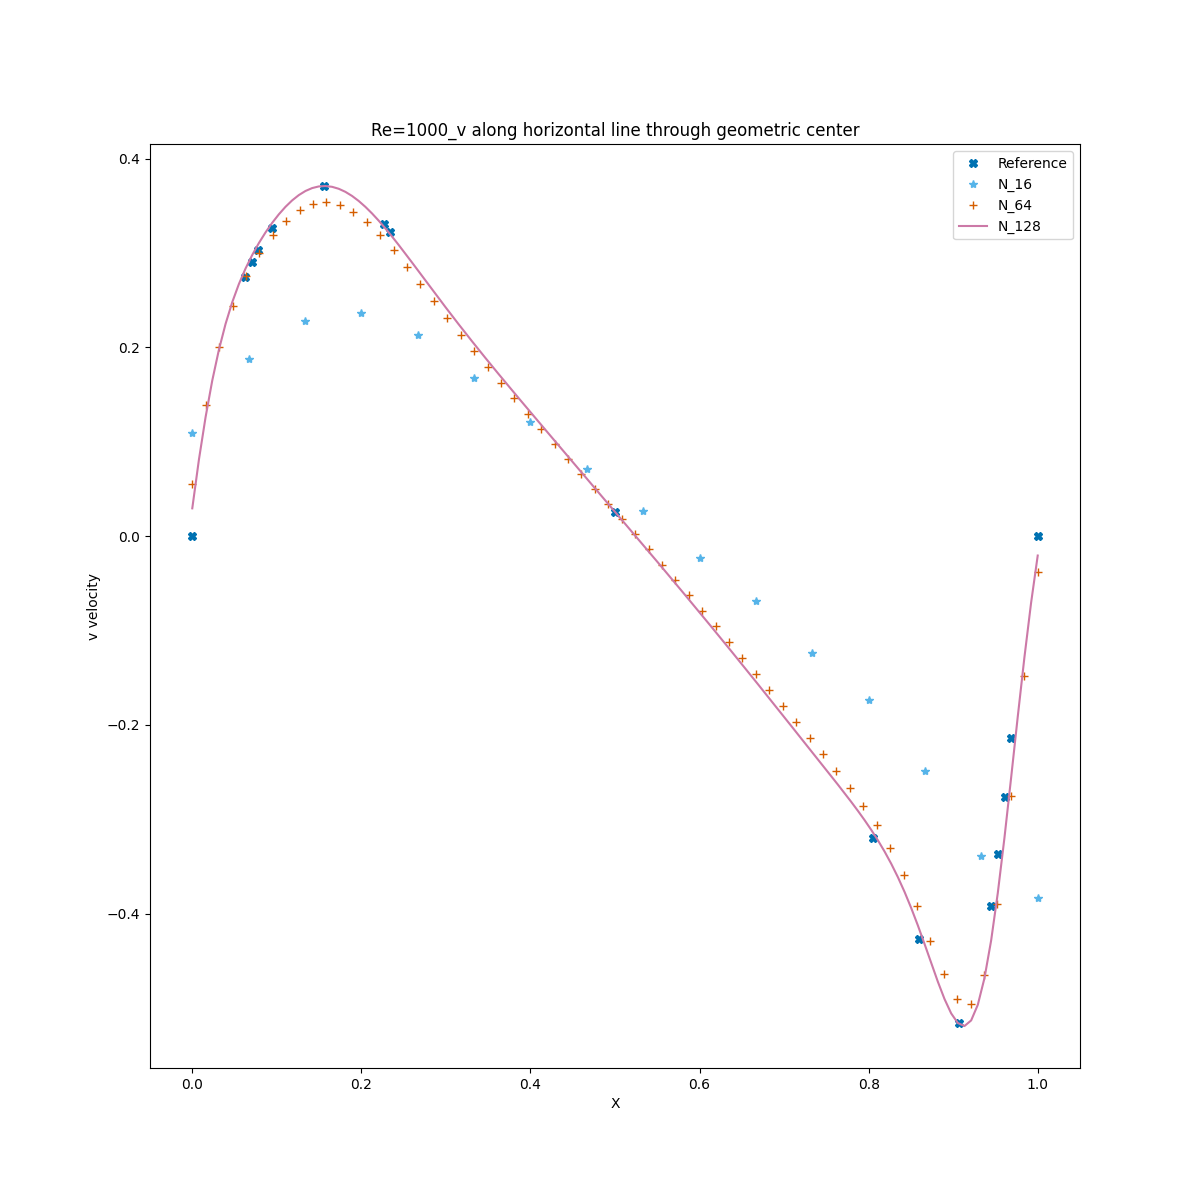 Re=1000_v along horizontal line through geometric center
Reference
N_16
N_64
N_128
0.4
0.2
0.0
−0.2
−0.4
v velocity
0.0 0.2 0.4 0.6 0.8 1.0
X